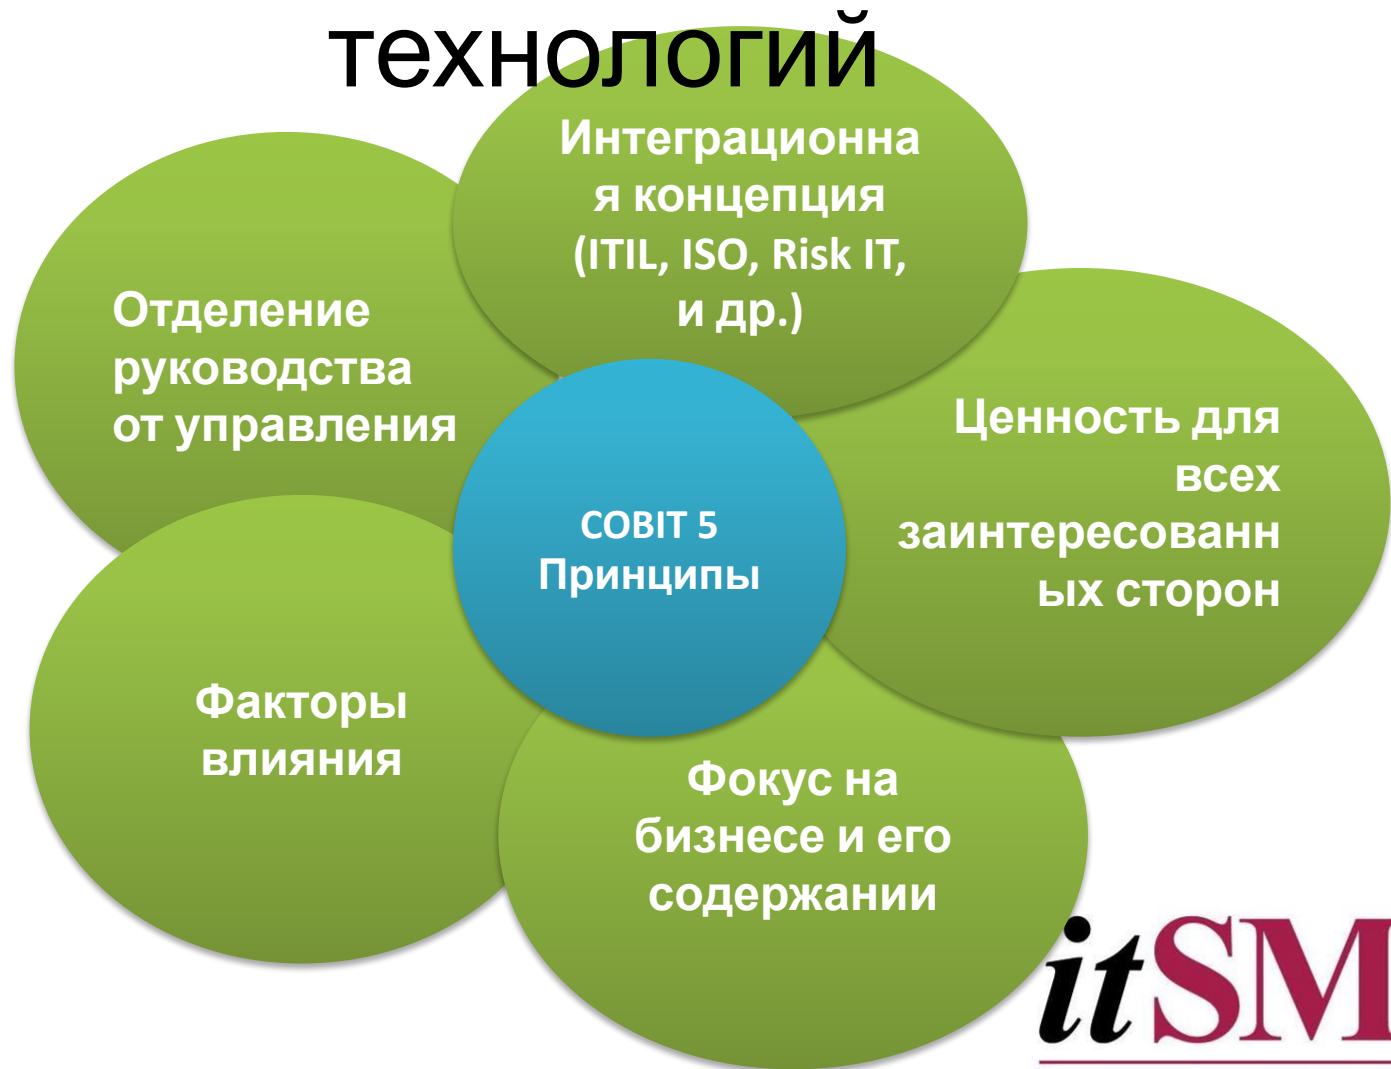 технологий
Интеграционна
я концепция
(ITIL, ISO, Risk IT,
и др.)
Отделение
руководства
от управления
Ценность для
всех
заинтересованн
ых сторон
COBIT 5
Принципы
Факторы
влияния
Фокус на
бизнесе и его
содержании
itSM